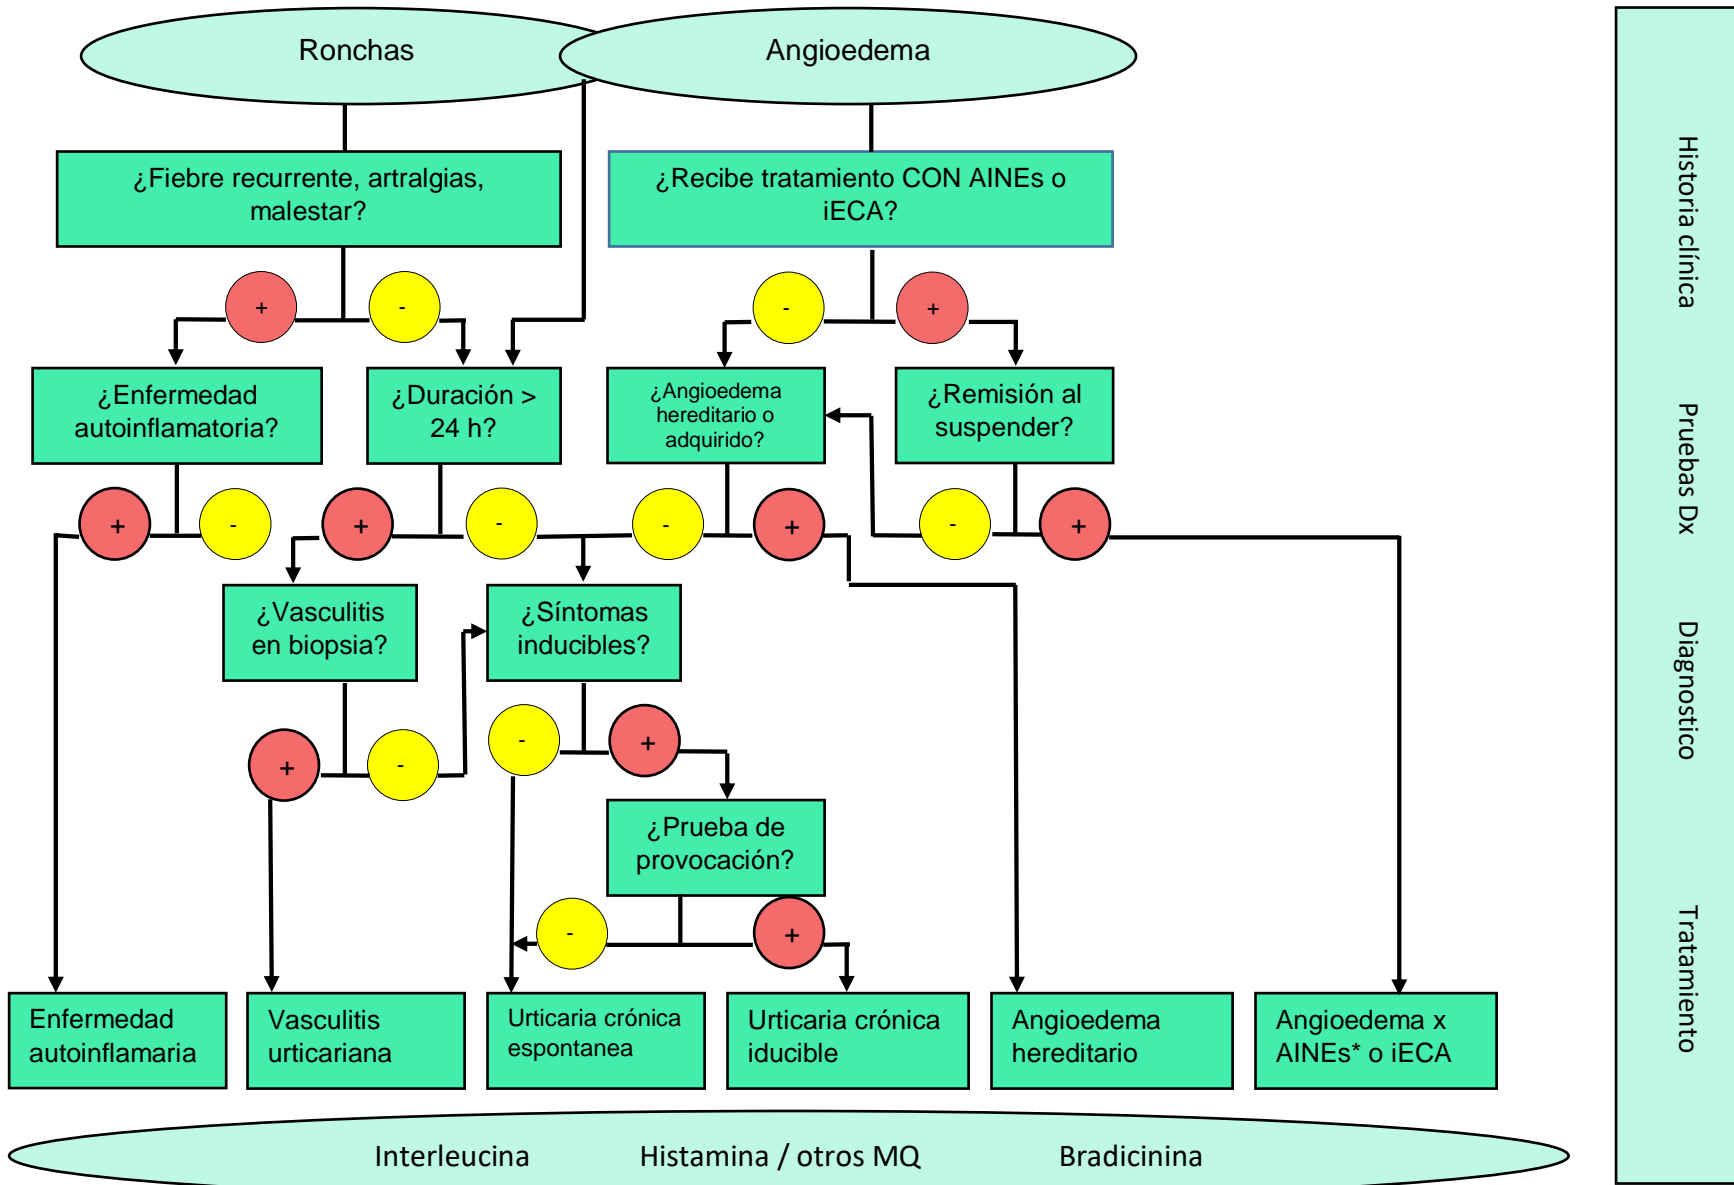 Ronchas
Angioedema
¿Fiebre recurrente, artralgias,
malestar?
¿Recibe tratamiento CON AINEs o
iECA?
+
-
-
+
¿Enfermedad
autoinflamatoria?
¿Duración >
24 h?
¿Angioedema
hereditario o
adquirido?
¿Remisión al
suspender?
+
-
+
-
-
+
-
+
¿Vasculitis
en biopsia?
¿Síntomas
inducibles?
+
-
-
+
¿Prueba de
provocación?
-
+
Enfermedad
autoinflamaria
Vasculitis
urticariana
Urticaria crónica
espontanea
Urticaria crónica
iducible
Angioedema
hereditario
Angioedema x
AINEs* o iECA
Interleucina
Histamina / otros MQ
Bradicinina
Historia clínica
Pruebas Dx
Diagnostico
Tratamiento